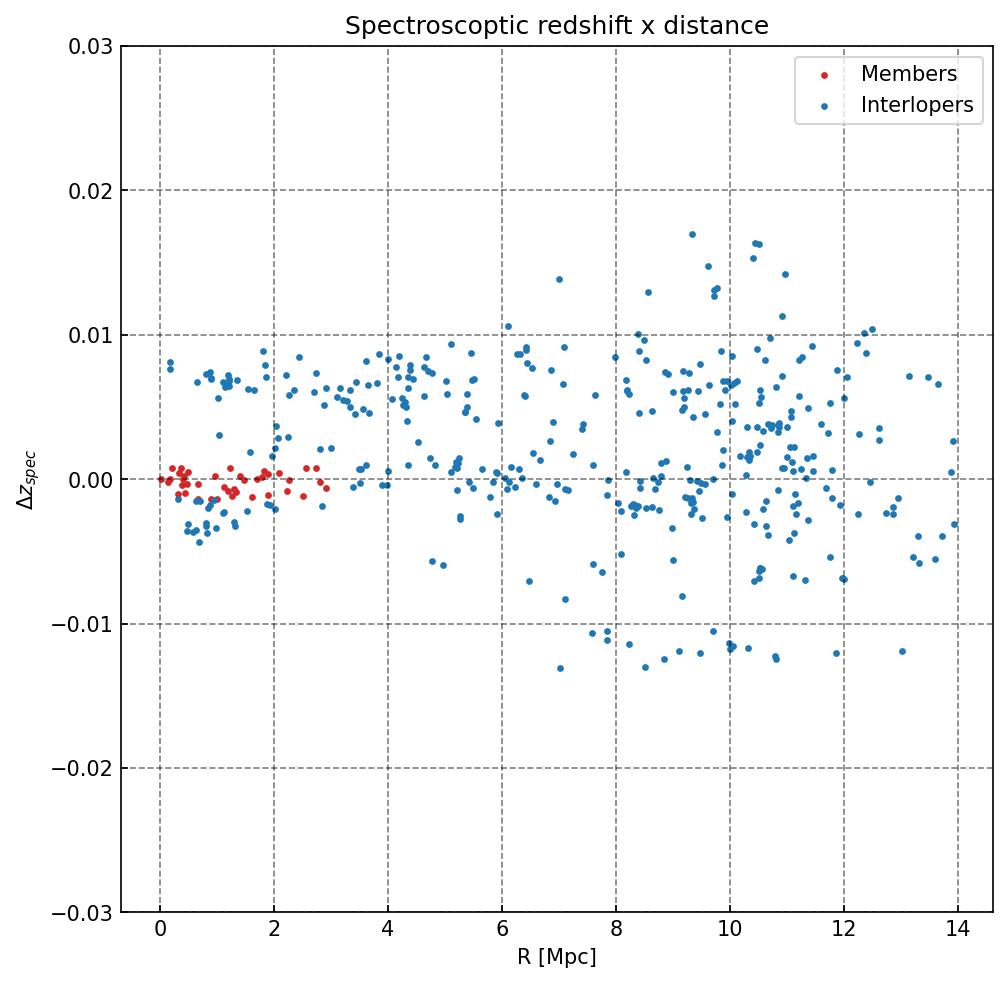 Spectroscoptic redshift x distance
Members
Interlopers
0.03
0.02
0.01
0.00
−0.01
−0.02
−0.03
Δz_spec
0 2 4 6 8 10 12 14
R [Mpc]